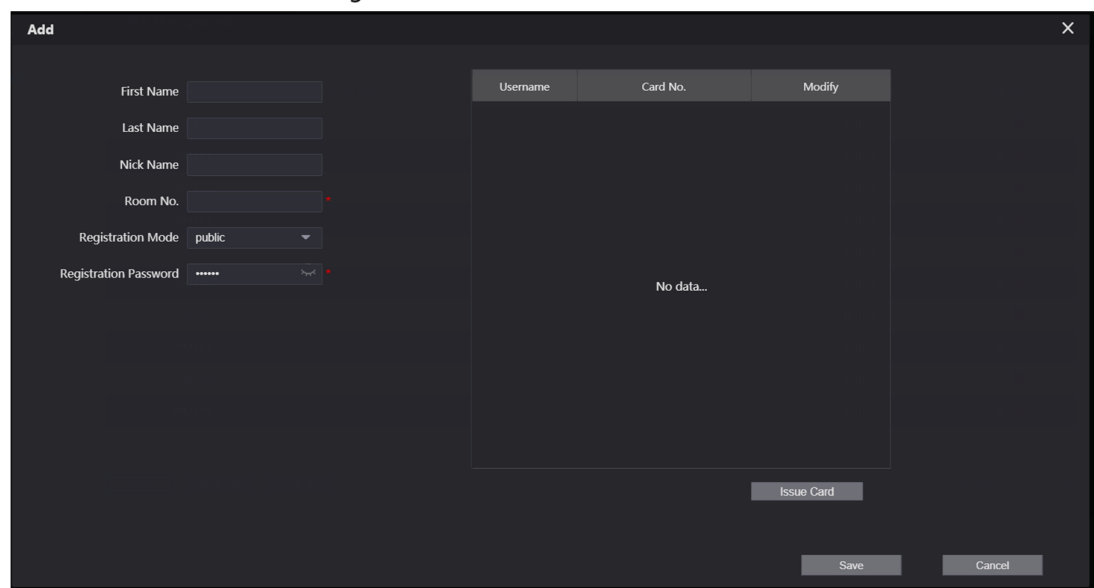 Add
First Name
Last Name
Nick Name
Room No. *
Registration Mode public
Registration Password •••••• *
Username Card No. Modify
No data...
Issue Card
Save Cancel